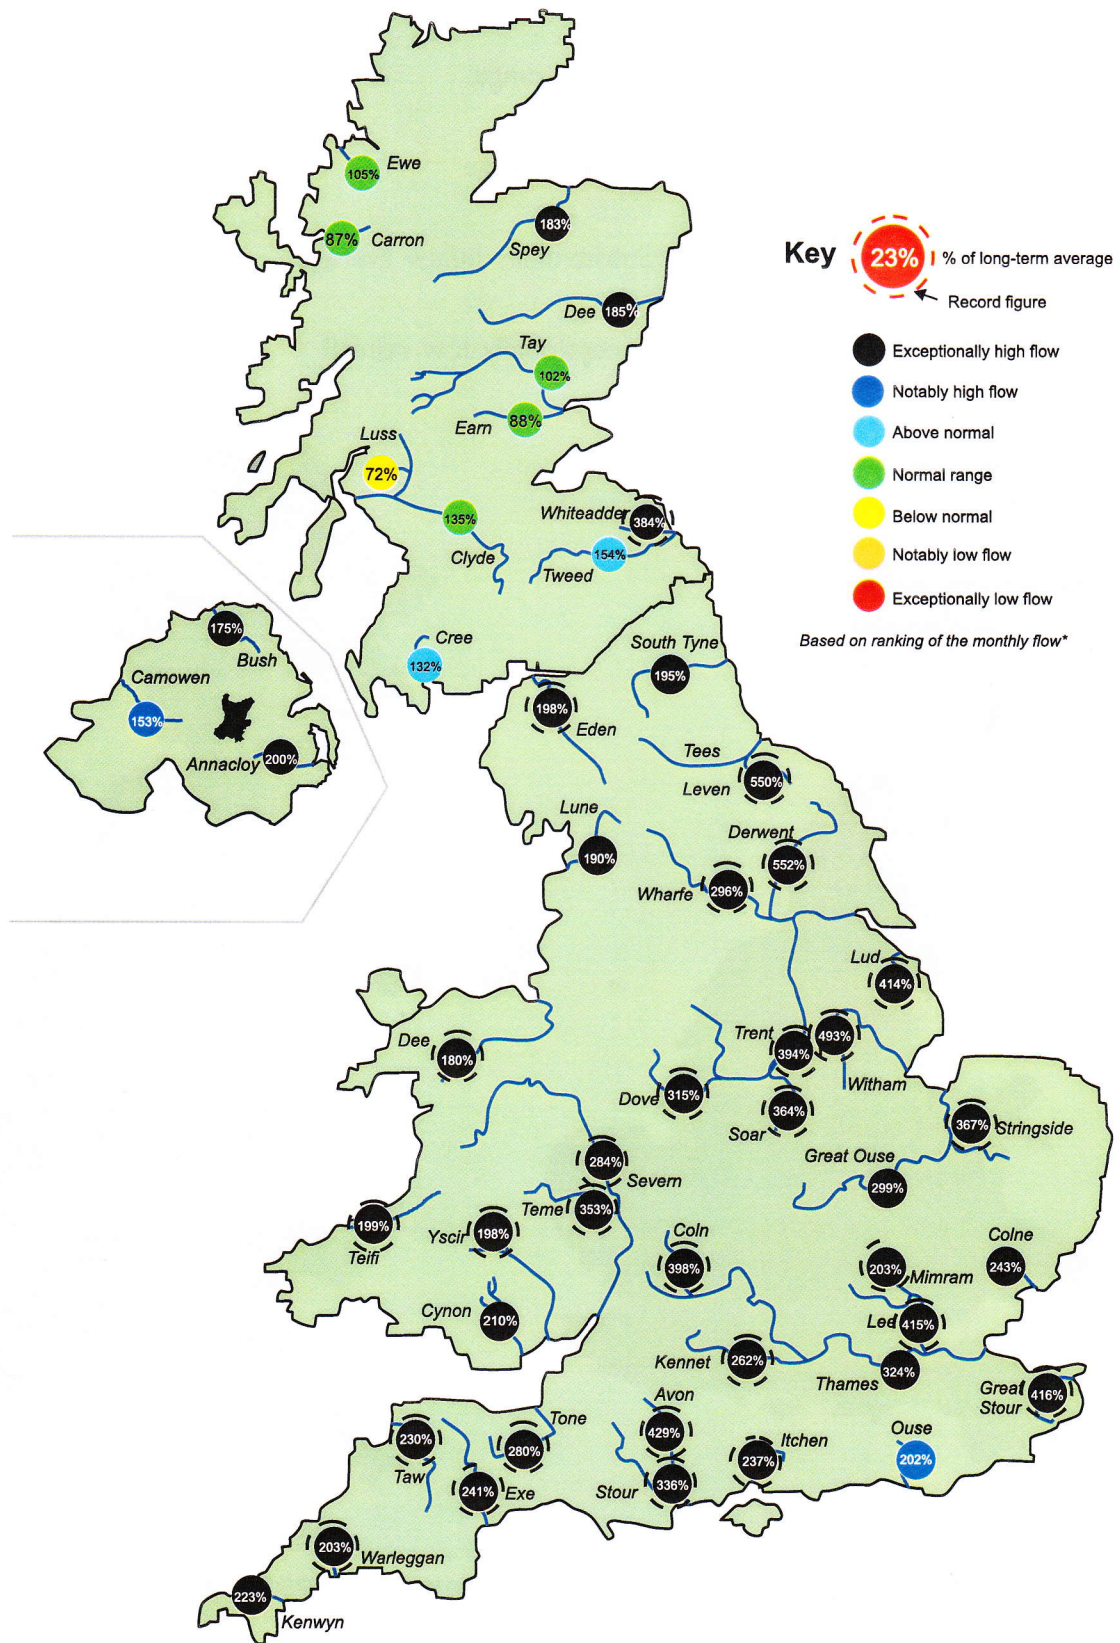 Ewe
105%
87%
Carron
183%
Spey
Key
23%
% of long-term average
Record figure
Dee
185%
Exceptionally high flow
Tay
102%
Notably high flow
Earn
88%
Above normal
Luss
72%
Normal range
Whiteadder
384%
135%
Below normal
Clyde
154%
Tweed
Notably low flow
Exceptionally low flow
Based on ranking of the monthly flow*
175%
Bush
Cree
132%
South Tyne
195%
Camowen
153%
198%
Eden
Annacloy
200%
Tees
Leven
550%
Lune
190%
Derwent
552%
Wharfe
296%
Lud
414%
Dee
180%
Trent
394%
493%
Witham
Dove
315%
Soar
364%
367%
Stringside
284%
Severn
Great Ouse
299%
Teme
353%
199%
Teifi
Yscir
198%
Coln
398%
203%
Mimram
Colne
243%
Cynon
210%
Lee
415%
Kennet
262%
Thames
324%
Great
Stour
416%
Avon
429%
Tone
280%
230%
Taw
Itchen
237%
Ouse
202%
Stour
336%
241%
Exe
203%
Warleggan
223%
Kenwyn